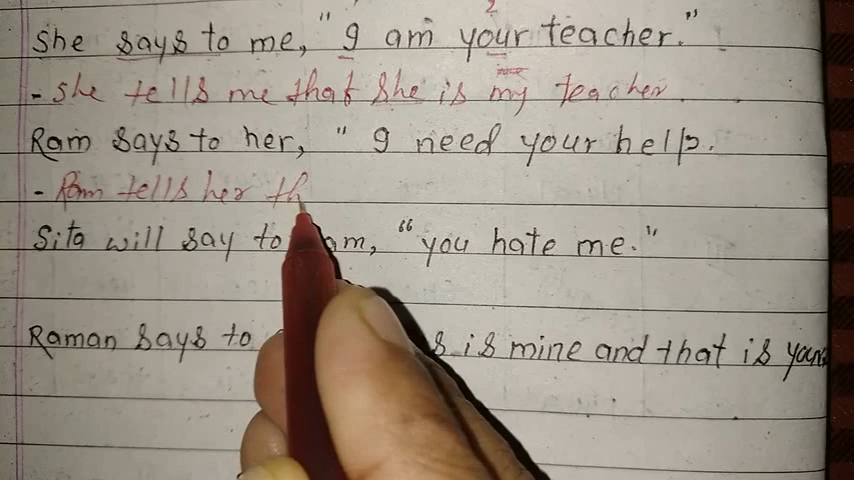 2
She says to me, "I am your teacher."
- She tells me that she is my teacher
Ram says to her, " I need your help.
- Ram tells her th
Sita will say to am, "you hate me."
Raman says to s is mine and that is yours